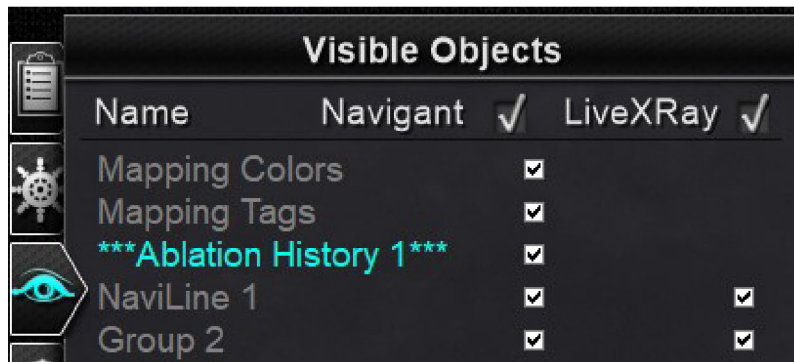 Visible Objects
Name Navigant LiveXRay
Mapping Colors
Mapping Tags
***Ablation History 1***
NaviLine 1
Group 2